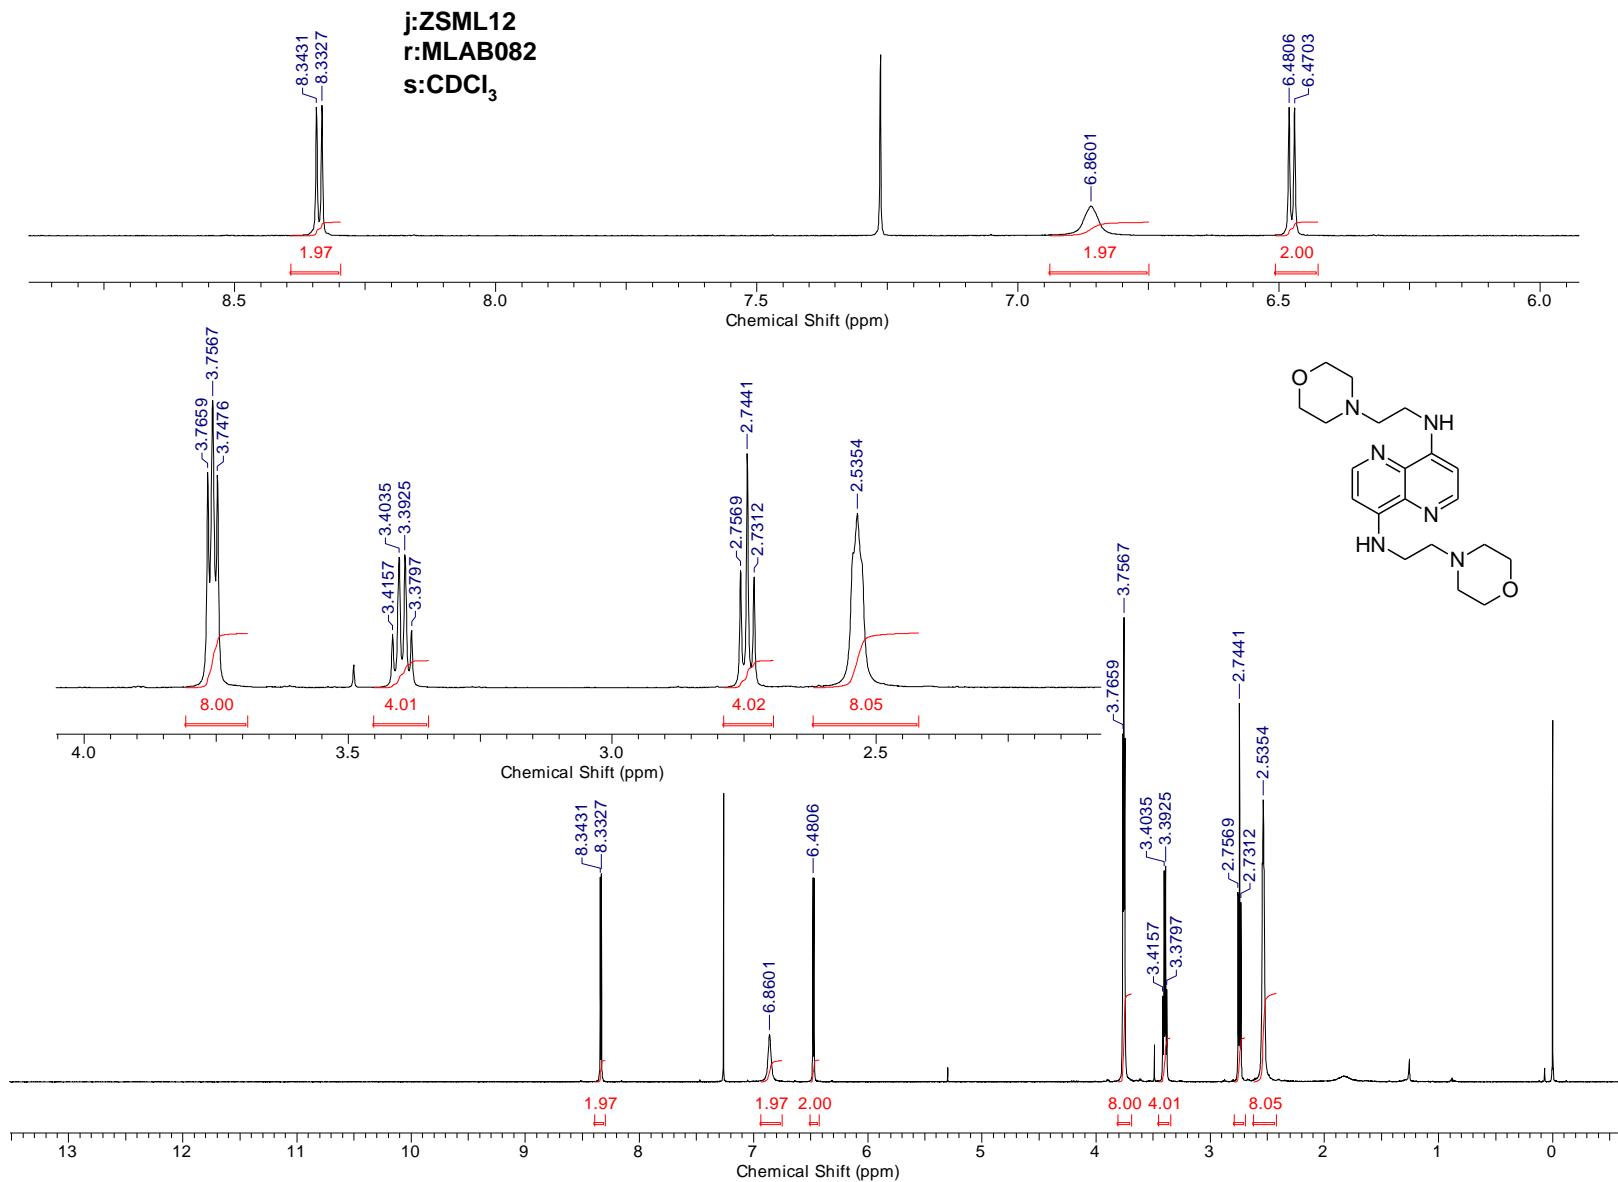 j:ZSML12
r:MLAB082
s:CDCl3
8.3431
8.3327
6.8601
6.4806
6.4703
1.97
1.97
2.00
8.5 8.0 7.5 7.0 6.5 6.0
Chemical Shift (ppm)
3.7659
3.7567
3.7476
3.4157
3.4035
3.3925
3.3797
2.7569
2.7441
2.7312
2.5354
8.00
4.01
4.02
8.05
4.0 3.5 3.0 2.5
Chemical Shift (ppm)
O
N
NH
N
N
HN
N
O
8.3431
8.3327
6.8601
6.4806
3.7659
3.7567
3.4157
3.4035
3.3925
3.3797
2.7569
2.7441
2.7312
2.5354
1.97 1.97 2.00 8.00 4.01 8.05
13 12 11 10 9 8 7 6 5 4 3 2 1 0
Chemical Shift (ppm)